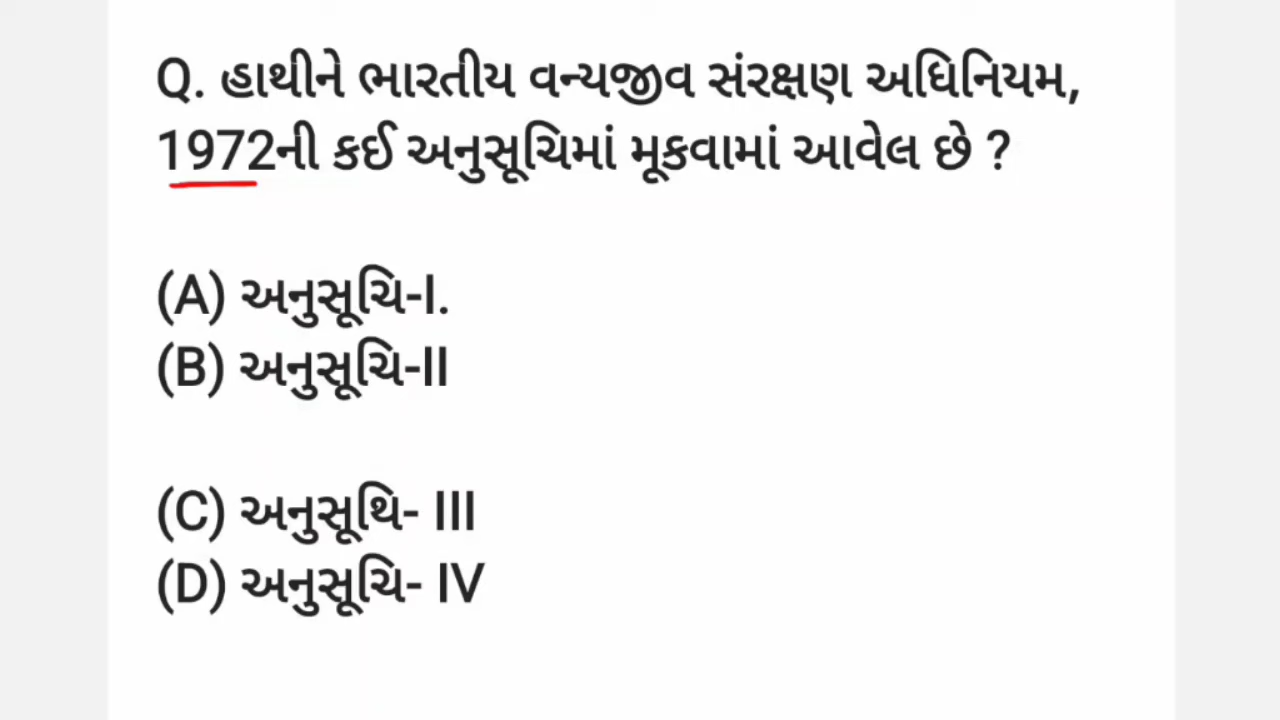 Q. હાથીને ભારતીય વન્યજીવ સંરક્ષણ અધિનિયમ,
1972ની કઈ અનુસૂચિમાં મૂકવામાં આવેલ છે ?
(A) અનુસૂચિ-I.
(B) અનુસૂચિ-II
(C) અનુસૂથિ- III
(D) અનુસૂચિ- IV